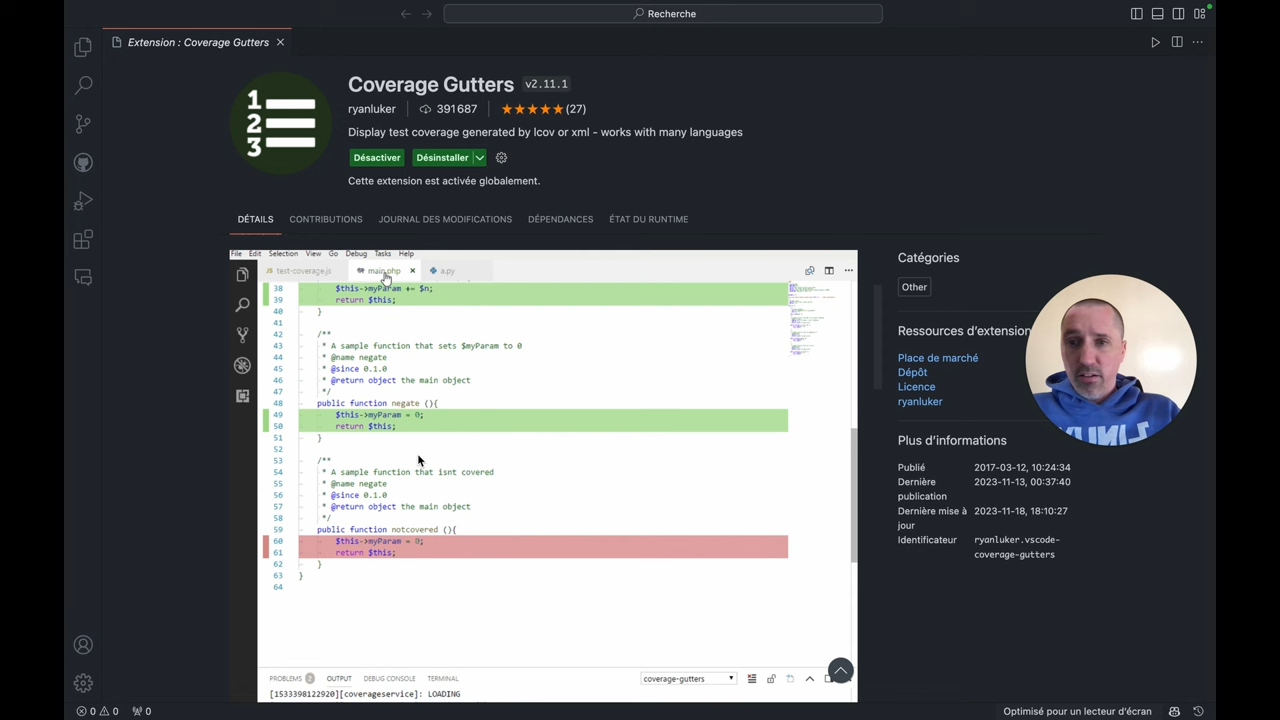 Recherche
Extension : Coverage Gutters
1
2
3
Coverage Gutters v2.11.1
ryanluker 391 687 (27)
Display test coverage generated by lcov or xml - works with many languages
Désactiver Désinstaller
Cette extension est activée globalement.
DÉTAILS CONTRIBUTIONS JOURNAL DES MODIFICATIONS DÉPENDANCES ÉTAT DU RUNTIME
File Edit Selection View Go Debug Tasks Help
JS test-coverage.js main.php a.py
38 $this->myParam += $n;
39 return $this;
40 }
41
42 /**
43 * A sample function that sets $myParam to 0
44 * @name negate
45 * @since 0.1.0
46 * @return object the main object
47 */
48 public function negate (){
49 $this->myParam = 0;
50 return $this;
51 }
52
53 /**
54 * A sample function that isnt covered
55 * @name negate
56 * @since 0.1.0
57 * @return object the main object
58 */
59 public function notcovered (){
60 $this->myParam = 0;
61 return $this;
62 }
63 }
64
PROBLEMS 2 OUTPUT DEBUG CONSOLE TERMINAL coverage-gutters
[1533398122920][coverageservice]: LOADING
Catégories
Other
Ressources d'extension
Place de marché
Dépôt
Licence
ryanluker
Plus d'informations
Publié 2017-03-12, 10:24:34
Dernière publication 2023-11-13, 00:37:40
Dernière mise à jour 2023-11-18, 18:10:27
Identificateur ryanluker.vscode-coverage-gutters
0 0 0
Optimisé pour un lecteur d'écran